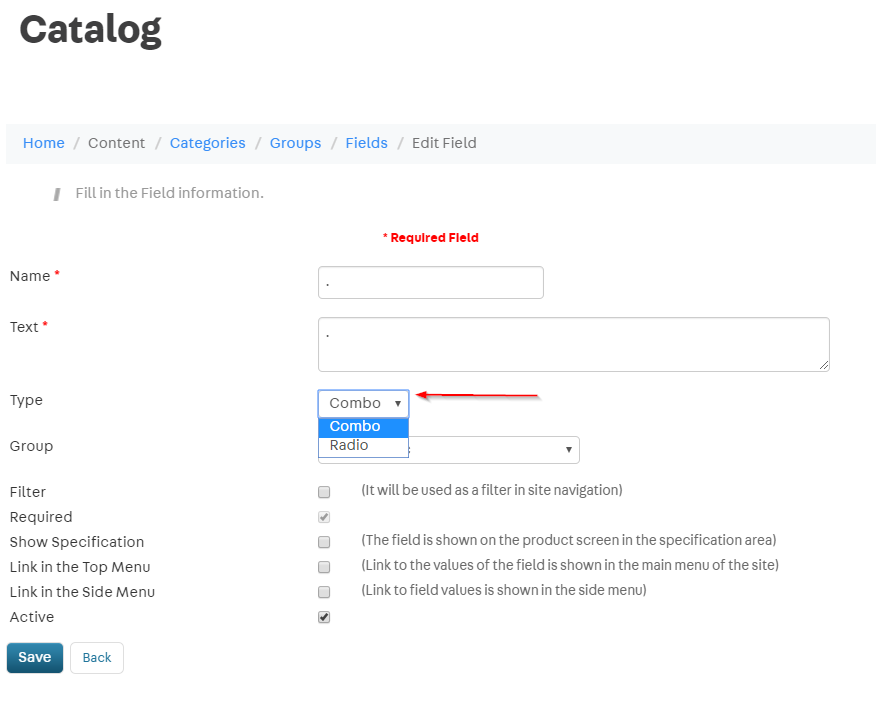 Catalog
Home / Content / Categories / Groups / Fields / Edit Field
Fill in the Field information.
* Required Field
Name *
.
Text *
.
Type
Combo
Combo
Radio
Group
Filter
(It will be used as a filter in site navigation)
Required
Show Specification
(The field is shown on the product screen in the specification area)
Link in the Top Menu
(Link to the values of the field is shown in the main menu of the site)
Link in the Side Menu
(Link to field values is shown in the side menu)
Active
Save
Back